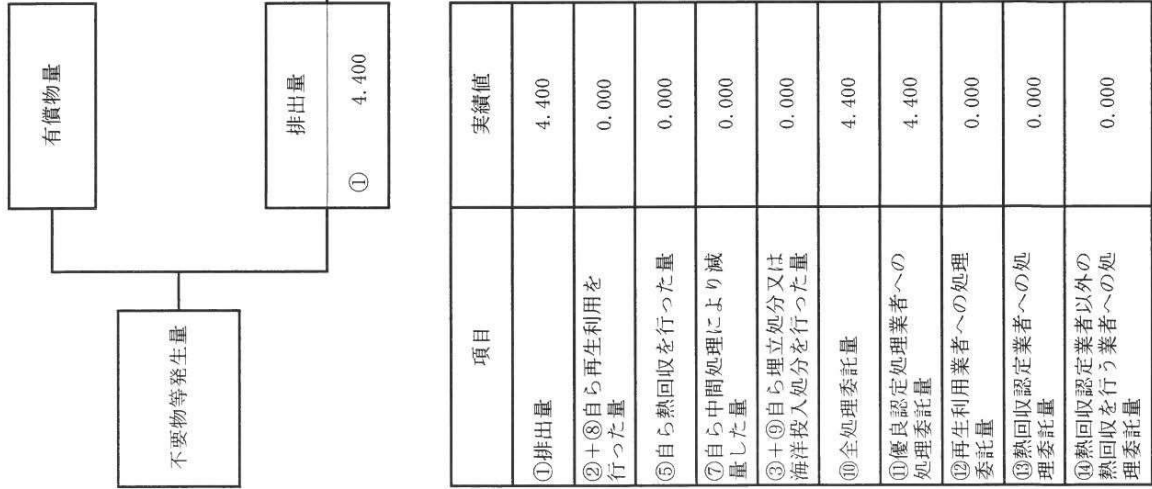 有償物量
不要物等発生量
排出量
① 4.400
項目 実績値
①排出量 4.400
②+⑧自ら再生利用を
行った量 0.000
⑤自ら熱回収を行った量 0.000
⑦自ら中間処理により減
量した量 0.000
③+⑨自ら埋立処分又は
海洋投入処分を行った量 0.000
⑩全処理委託量 4.400
⑪優良認定処理業者への
処理委託量 4.400
⑫再生利用業者への処理
委託量 0.000
⑬熱回収認定業者への処
理委託量 0.000
⑭熱回収認定業者以外の
熱回収を行う業者への処
理委託量 0.000